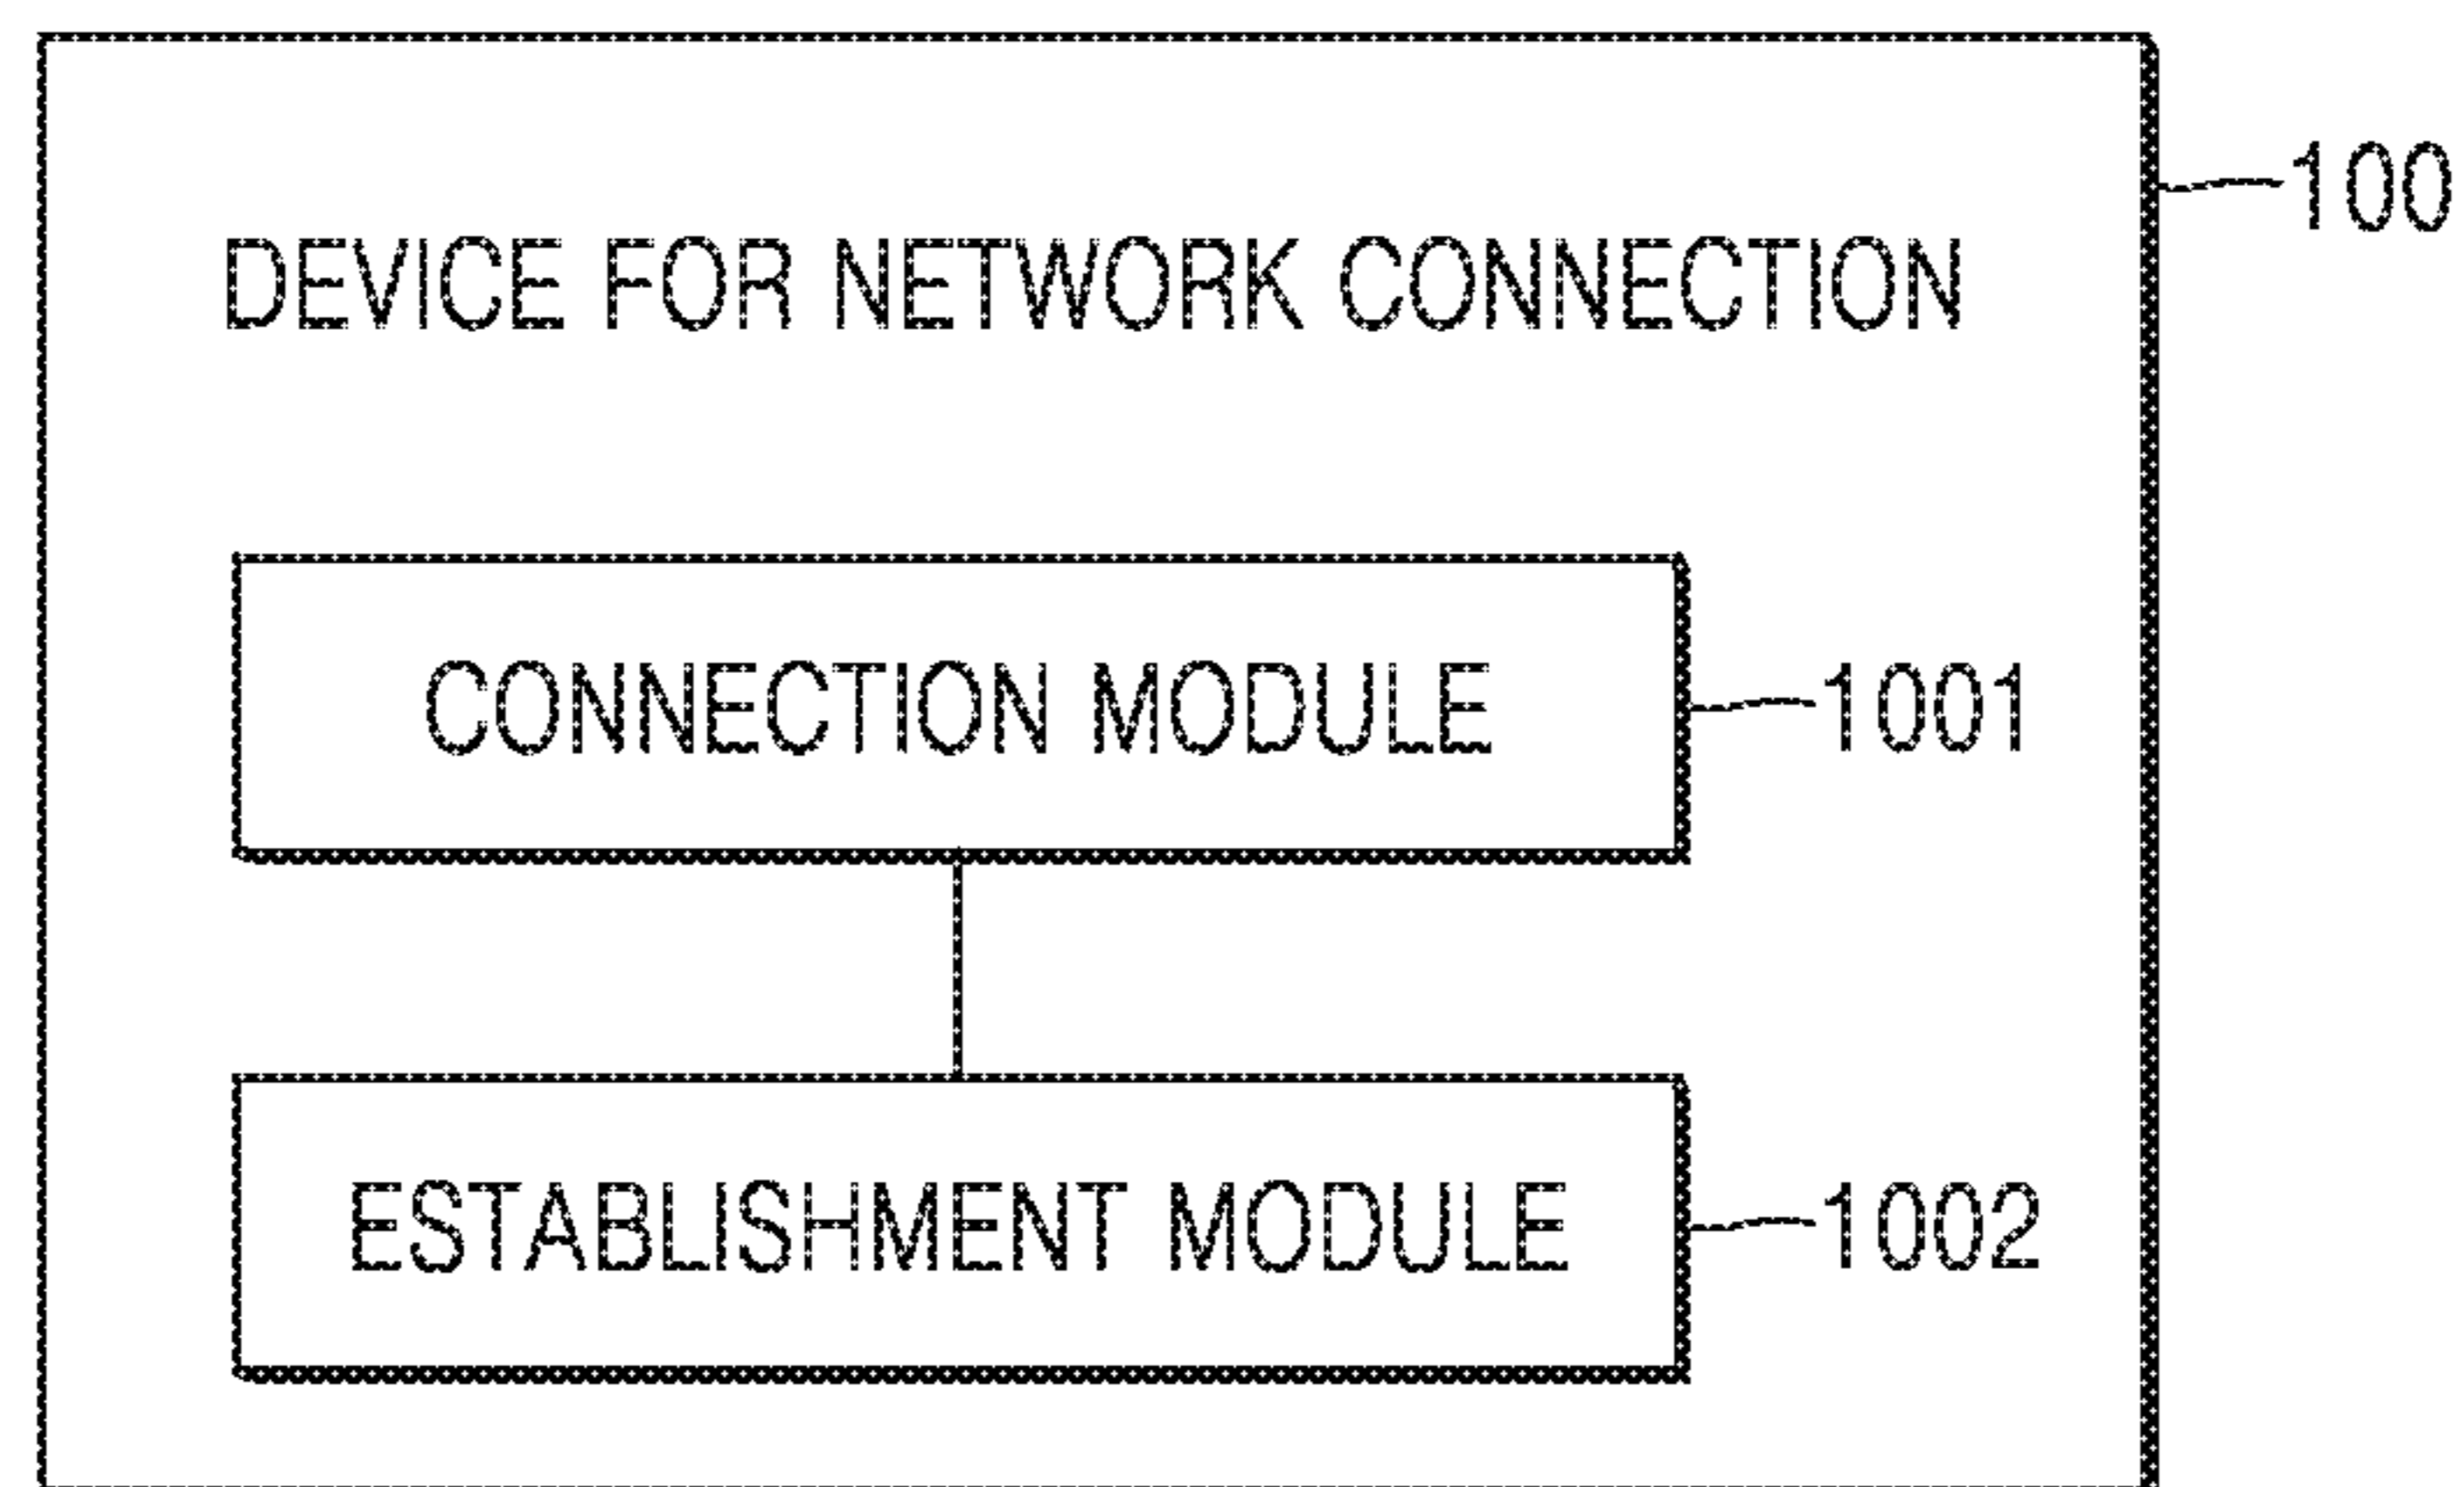 100
DEVICE FOR NETWORK CONNECTION
CONNECTION MODULE 1001
ESTABLISHMENT MODULE 1002